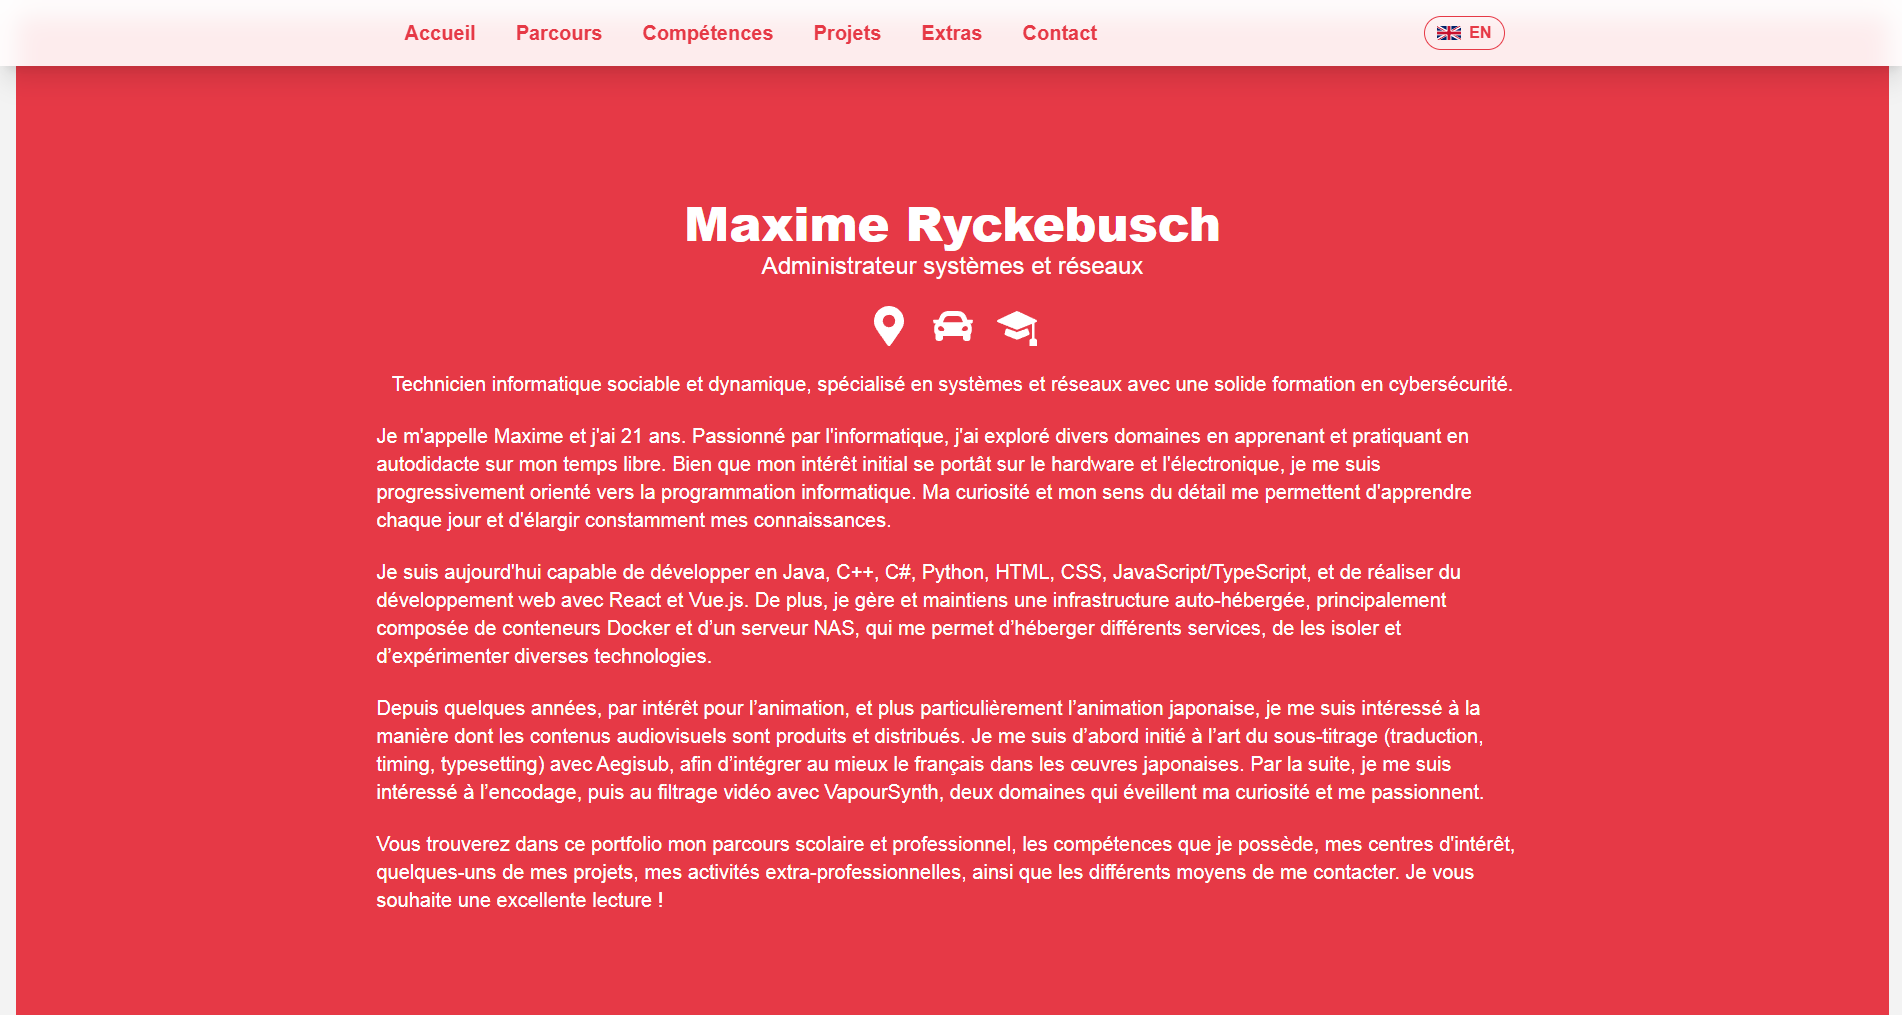 Accueil Parcours Compétences Projets Extras Contact EN
Maxime Ryckebusch
Administrateur systèmes et réseaux
Technicien informatique sociable et dynamique, spécialisé en systèmes et réseaux avec une solide formation en cybersécurité.
Je m'appelle Maxime et j'ai 21 ans. Passionné par l'informatique, j'ai exploré divers domaines en apprenant et pratiquant en
autodidacte sur mon temps libre. Bien que mon intérêt initial se portât sur le hardware et l'électronique, je me suis
progressivement orienté vers la programmation informatique. Ma curiosité et mon sens du détail me permettent d'apprendre
chaque jour et d'élargir constamment mes connaissances.
Je suis aujourd'hui capable de développer en Java, C++, C#, Python, HTML, CSS, JavaScript/TypeScript, et de réaliser du
développement web avec React et Vue.js. De plus, je gère et maintiens une infrastructure auto-hébergée, principalement
composée de conteneurs Docker et d’un serveur NAS, qui me permet d’héberger différents services, de les isoler et
d’expérimenter diverses technologies.
Depuis quelques années, par intérêt pour l’animation, et plus particulièrement l’animation japonaise, je me suis intéressé à la
manière dont les contenus audiovisuels sont produits et distribués. Je me suis d’abord initié à l’art du sous-titrage (traduction,
timing, typesetting) avec Aegisub, afin d’intégrer au mieux le français dans les œuvres japonaises. Par la suite, je me suis
intéressé à l’encodage, puis au filtrage vidéo avec VapourSynth, deux domaines qui éveillent ma curiosité et me passionnent.
Vous trouverez dans ce portfolio mon parcours scolaire et professionnel, les compétences que je possède, mes centres d'intérêt,
quelques-uns de mes projets, mes activités extra-professionnelles, ainsi que les différents moyens de me contacter. Je vous
souhaite une excellente lecture !